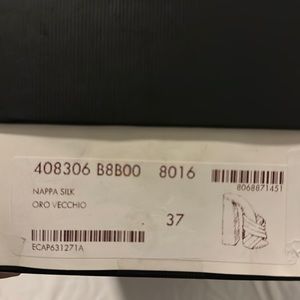 408306 B8B00 8016
8068871451
NAPPA SILK
ORO VECCHIO
37
ECAP631271A